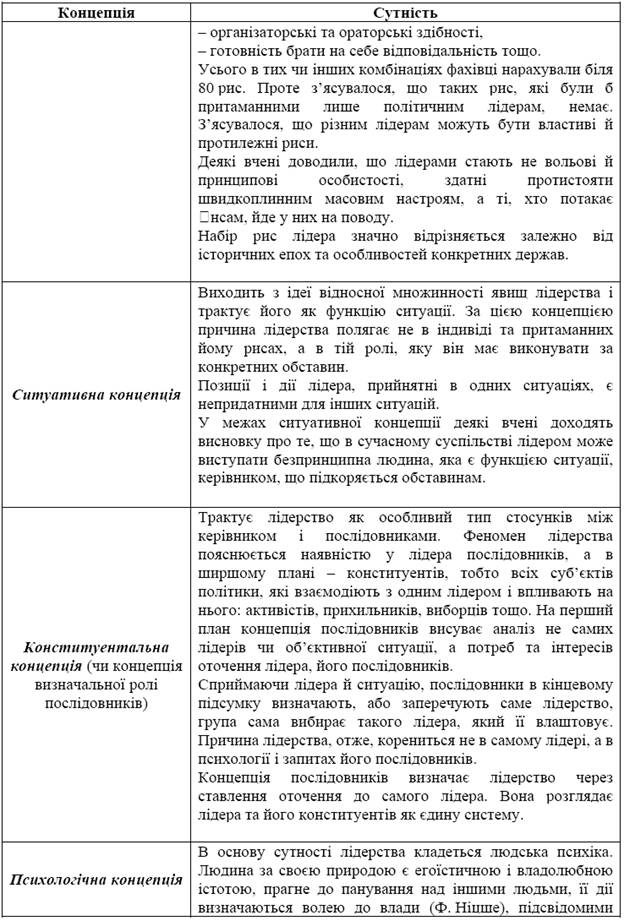 Концепція
Сутність
– організаторські та ораторські здібності,
– готовність брати на себе відповідальність тощо.
Усього в тих чи інших комбінаціях фахівці нарахували біля
80 рис. Проте з’ясувалося, що таких рис, які були б
притаманними лише політичним лідерам, немає.
З’ясувалося, що різним лідерам можуть бути властиві й
протилежні риси.
Деякі вчені доводили, що лідерами стають не вольові й
принципові особистості, здатні протистояти
швидкоплинним масовим настроям, а ті, хто потакає
нсам, йде у них на поводу.
Набір рис лідера значно відрізняється залежно від
історичних епох та особливостей конкретних держав.
Ситуативна концепція
Виходить з ідеї відносної множинності явищ лідерства і
трактує його як функцію ситуації. За цією концепцією
причина лідерства полягає не в індивіді та притаманних
йому рисах, а в тій ролі, яку він має виконувати за
конкретних обставин.
Позиції і дії лідера, прийнятні в одних ситуаціях, є
непридатними для інших ситуацій.
У межах ситуативної концепції деякі вчені доходять
висновку про те, що в сучасному суспільстві лідером може
виступати безпринципна людина, яка є функцією ситуації,
керівником, що підкоряється обставинам.
Конституентальна
концепція (чи концепція
визначальної ролі
послідовників)
Трактує лідерство як особливий тип стосунків між
керівником і послідовниками. Феномен лідерства
пояснюється наявністю у лідера послідовників, а в
ширшому плані – конституентів, тобто всіх суб’єктів
політики, які взаємодіють з одним лідером і впливають на
нього: активістів, прихильників, виборців тощо. На перший
план концепція послідовників висуває аналіз не самих
лідерів чи об’єктивної ситуації, а потреб та інтересів
оточення лідера, його послідовників.
Сприймаючи лідера й ситуацію, послідовники в кінцевому
підсумку визначають, або заперечують саме лідерство,
група сама вибирає такого лідера, який її влаштовує.
Причина лідерства, отже, корениться не в самому лідері, а в
психології і запитах його послідовників.
Концепція послідовників визначає лідерство через
ставлення оточення до самого лідера. Вона розглядає
лідера та його конституентів як єдину систему.
Психологічна концепція
В основу сутності лідерства кладеться людська психіка.
Людина за своєю природою є егоїстичною і владолюбною
істотою, прагне до панування над іншими людьми, її дії
визначаються волею до влади (Ф. Ніцше), підсвідомими